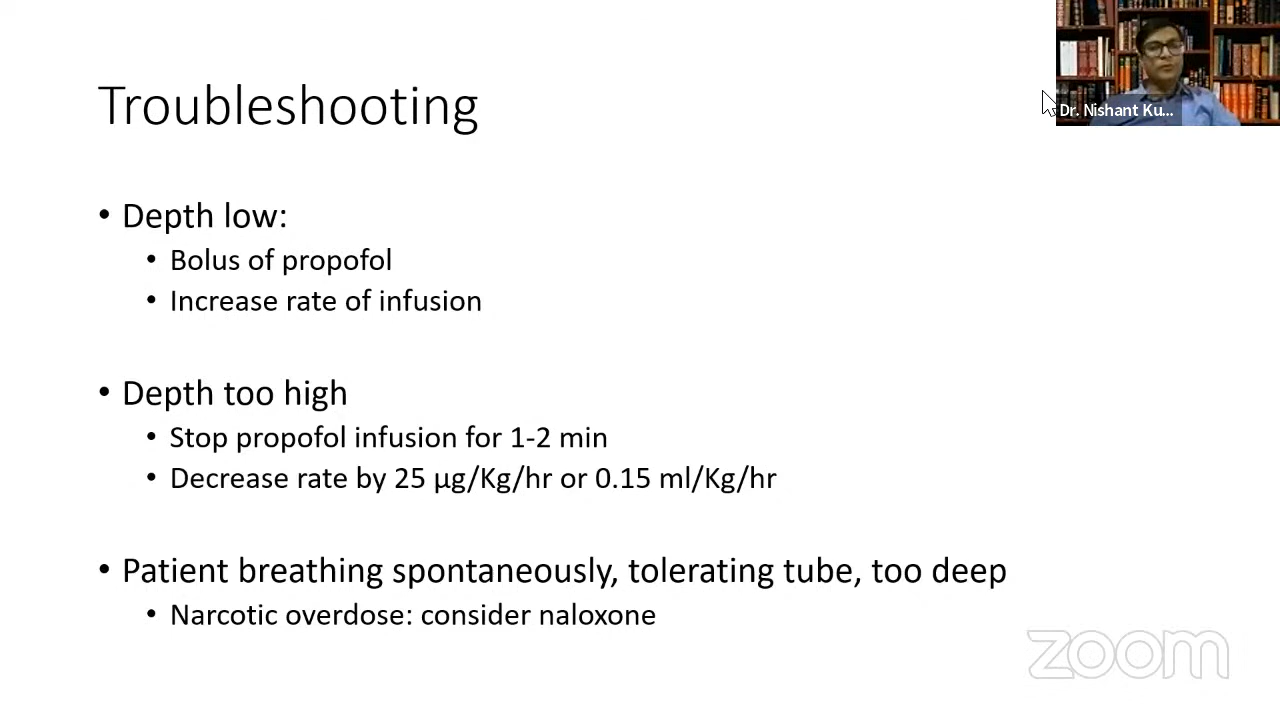 Troubleshooting
Dr. Nishant Ku...
• Depth low:
• Bolus of propofol
• Increase rate of infusion
• Depth too high
• Stop propofol infusion for 1-2 min
• Decrease rate by 25 µg/Kg/hr or 0.15 ml/Kg/hr
• Patient breathing spontaneously, tolerating tube, too deep
• Narcotic overdose: consider naloxone
zoom